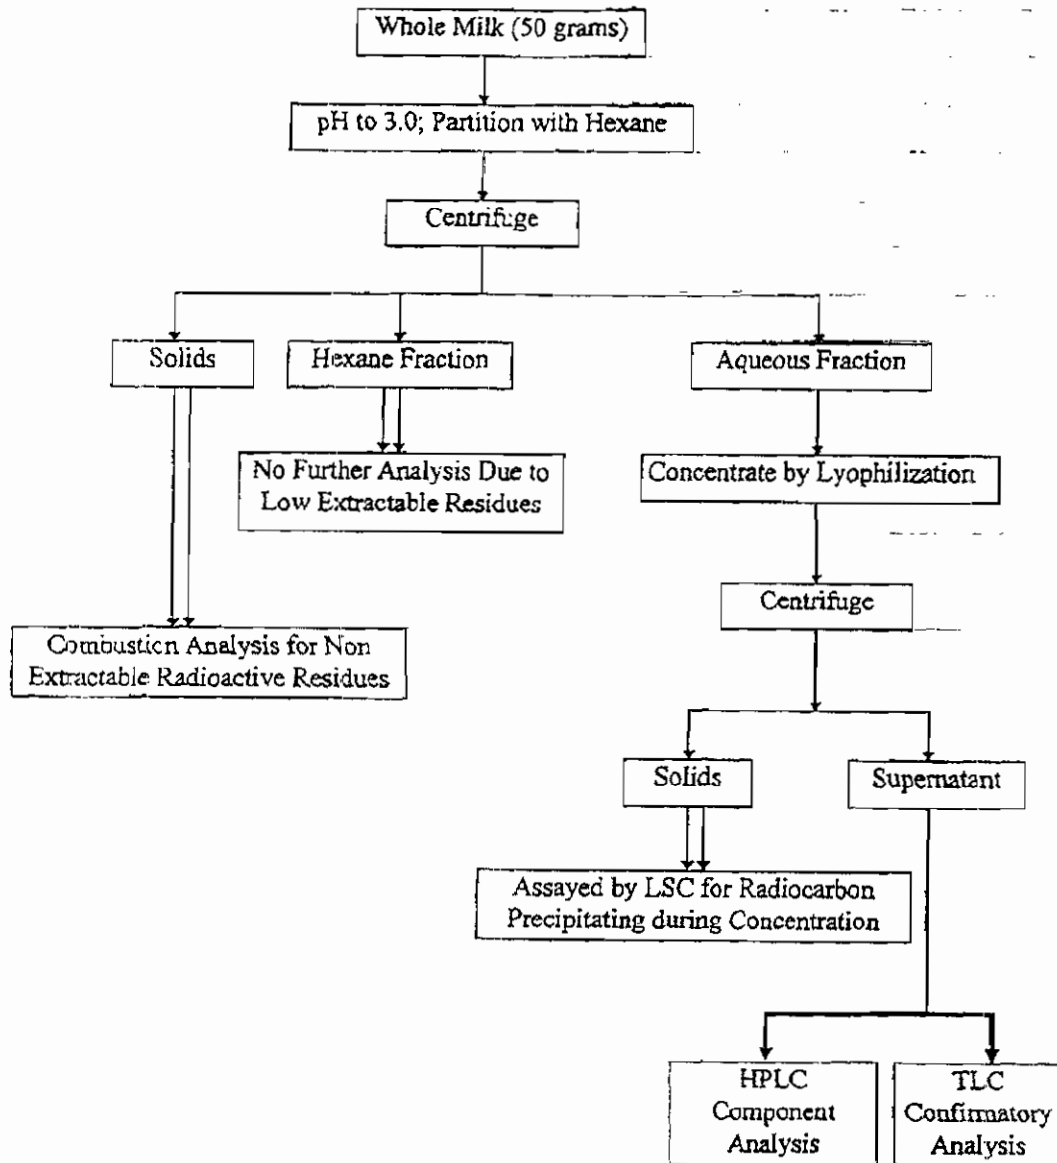 Whole Milk (50 grams)
pH to 3.0; Partition with Hexane
Centrifuge
Solids
Hexane Fraction
Aqueous Fraction
No Further Analysis Due to
Low Extractable Residues
Concentrate by Lyophilization
Centrifuge
Combustion Analysis for Non
Extractable Radioactive Residues
Solids
Supernatant
Assayed by LSC for Radiocarbon
Precipitating during Concentration
HPLC
Component
Analysis
TLC
Confirmatory
Analysis